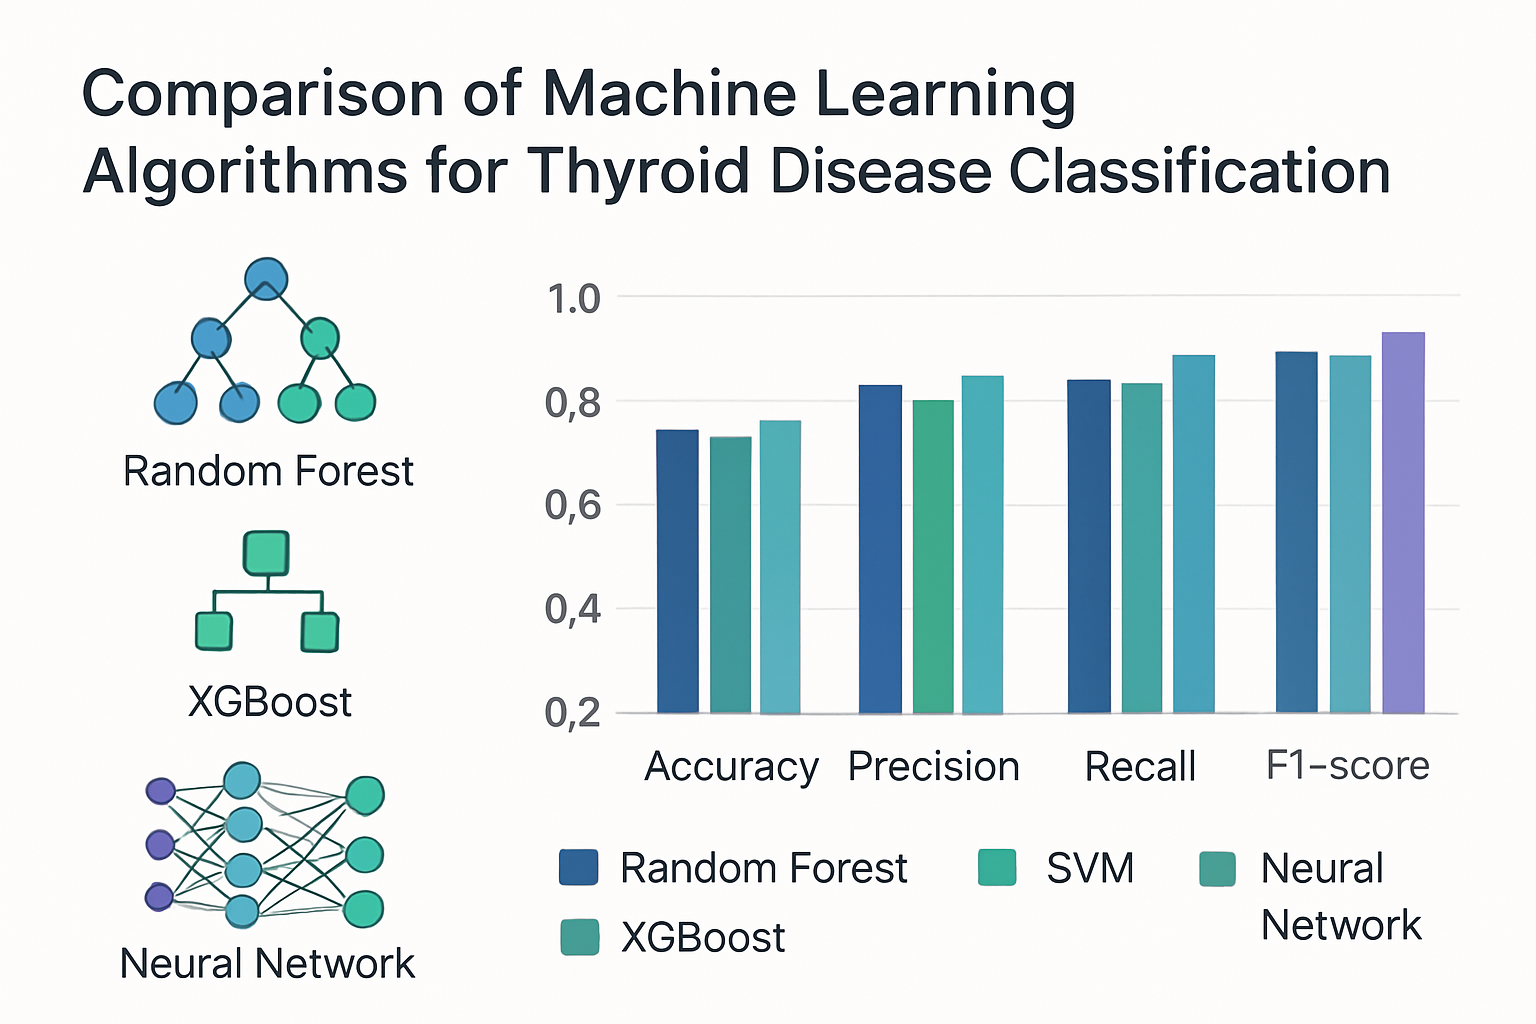 Comparison of Machine Learning
Algorithms for Thyroid Disease Classification
Random Forest
XGBoost
Neural Network
1.0
0,8
0,6
0,4
0,2
Accuracy Precision Recall F1-score
Random Forest SVM Neural
Network
XGBoost